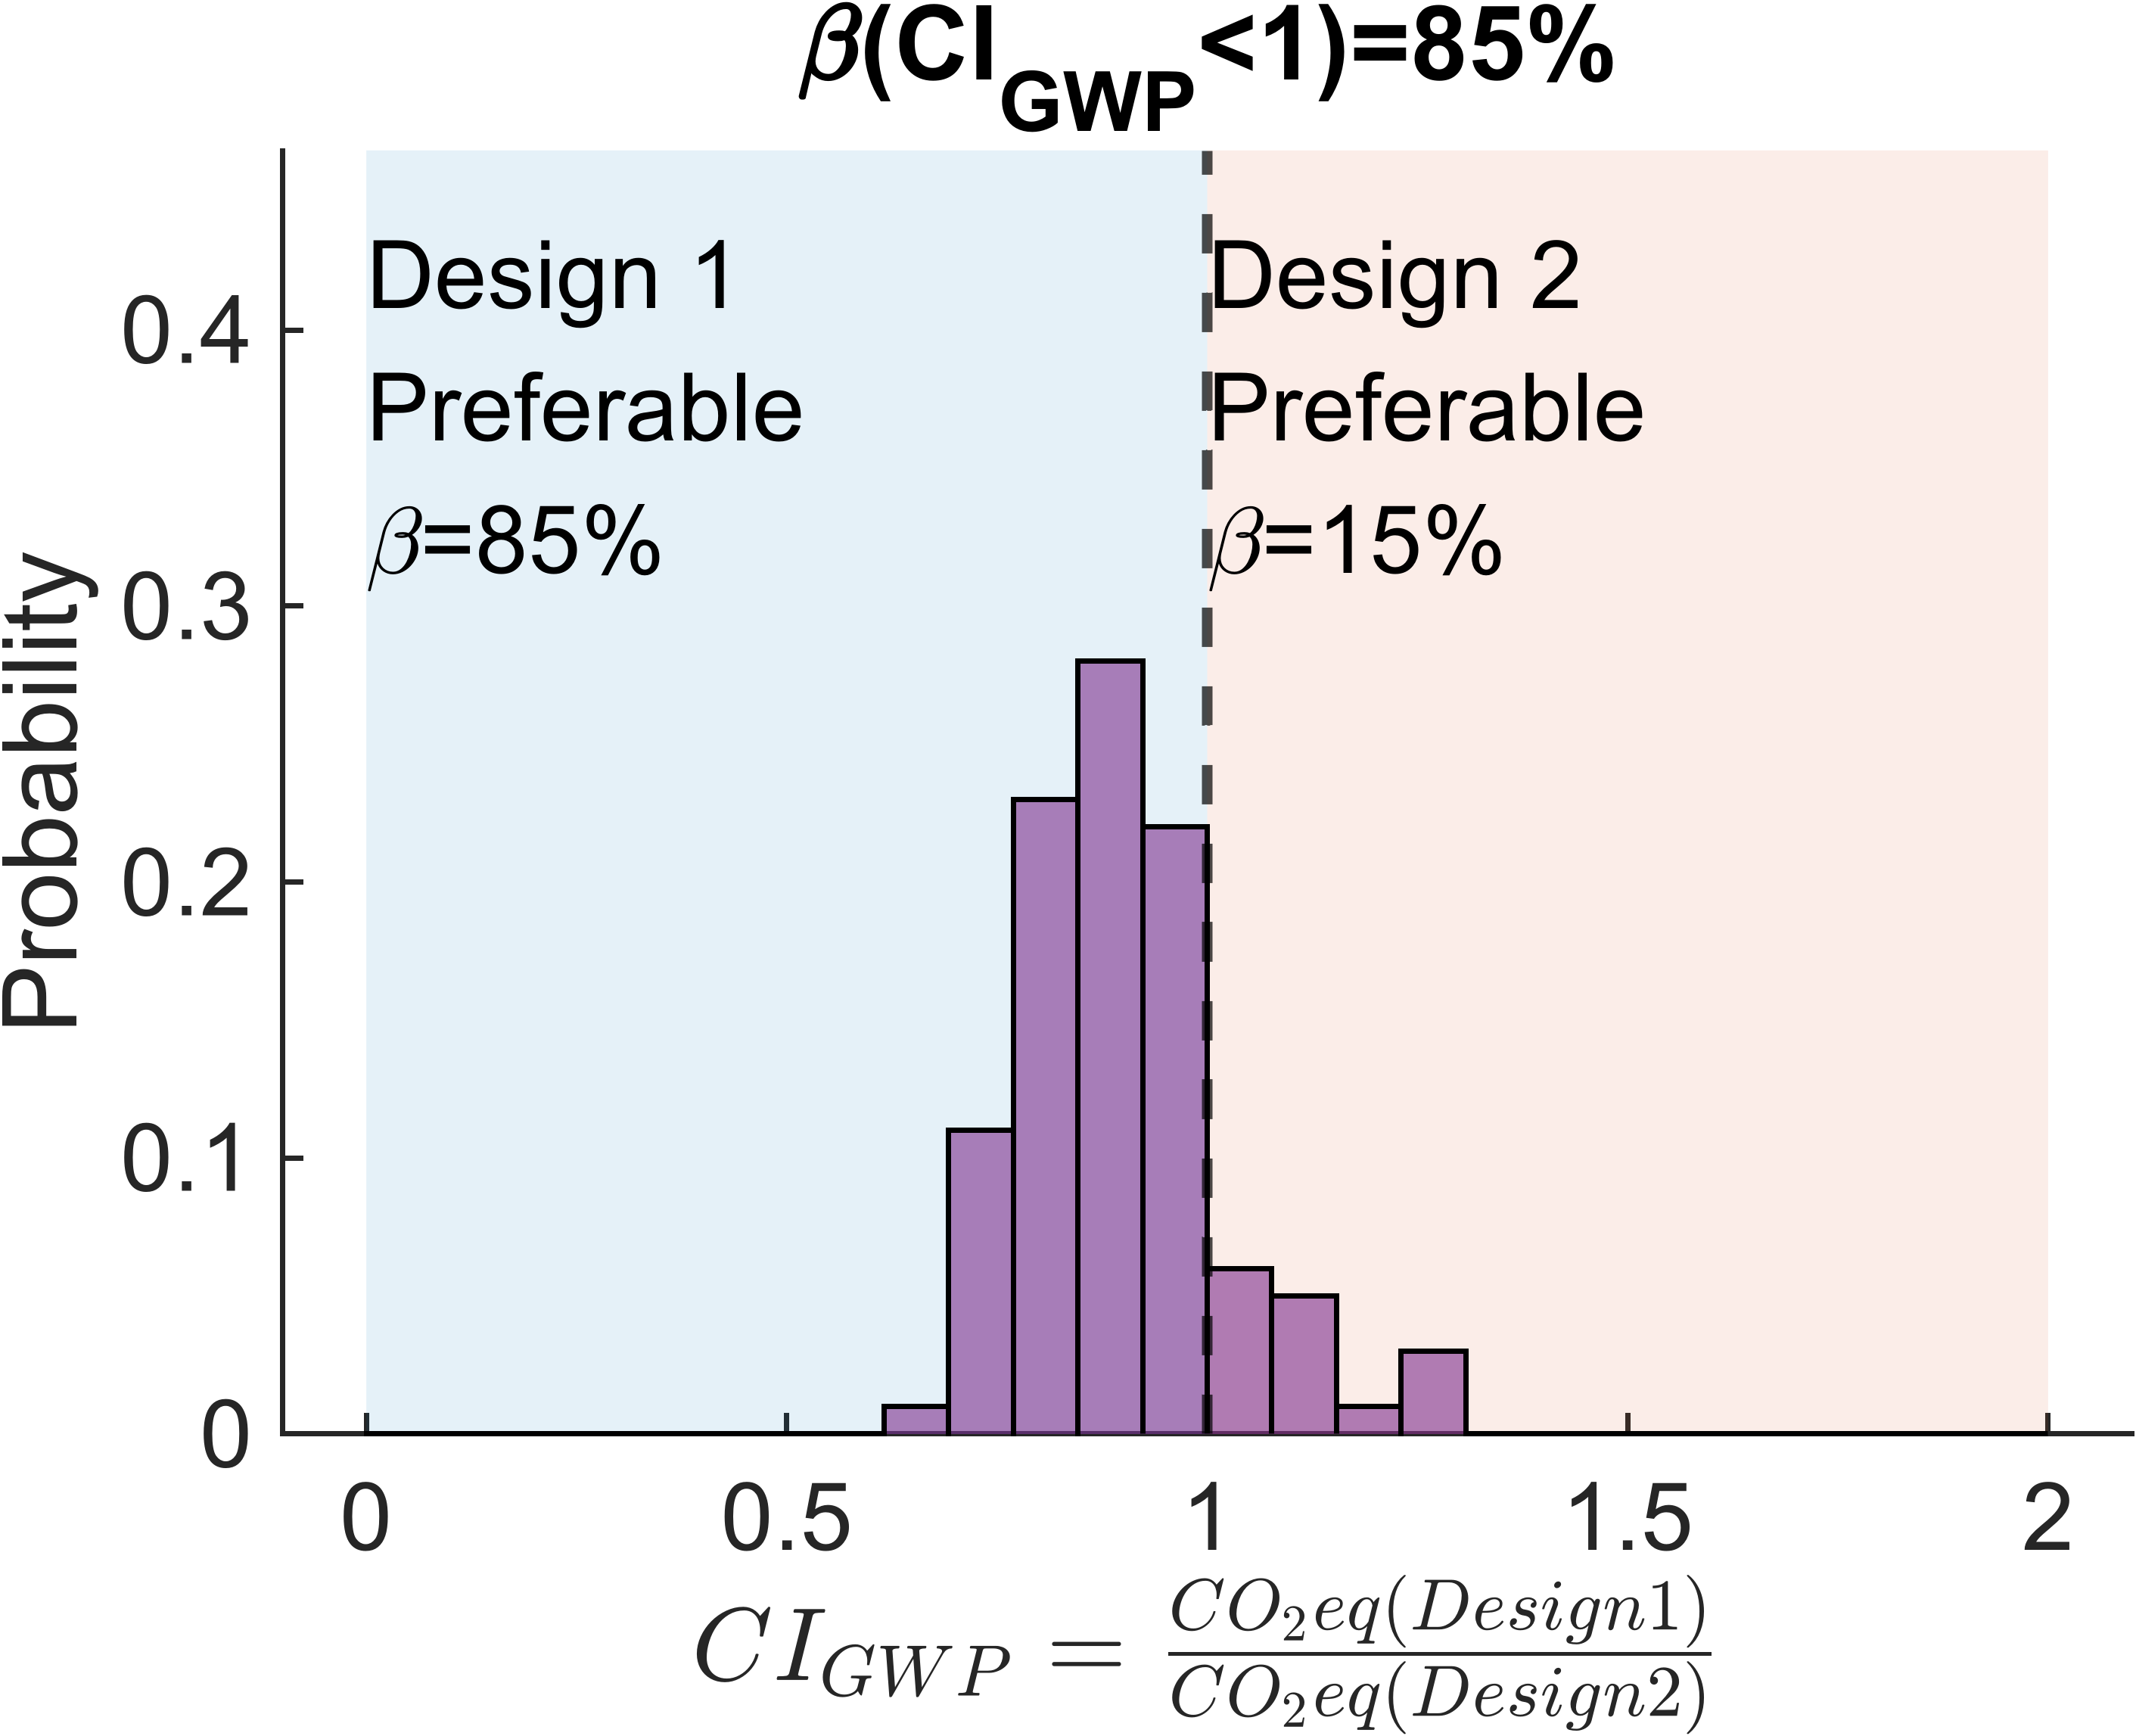 β(CI_GWP<1)=85%
Design 1
Preferable
β=85%
Design 2
Preferable
β=15%
Probability
0.4
0.3
0.2
0.1
0
0 0.5 1 1.5 2
CI_GWP = CO₂eq(Design1)
CO₂eq(Design2)